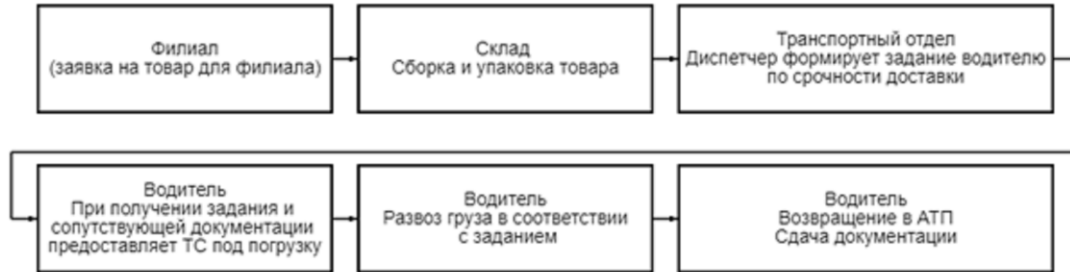 Филиал
(заявка на товар для филиала)
Склад
Сборка и упаковка товара
Транспортный отдел
Диспетчер формирует задание водителю
по срочности доставки
Водитель
При получении задания и
сопутствующей документации
предоставляет ТС под погрузку
Водитель
Развоз груза в соответствии
с заданием
Водитель
Возвращение в АТП
Сдача документации